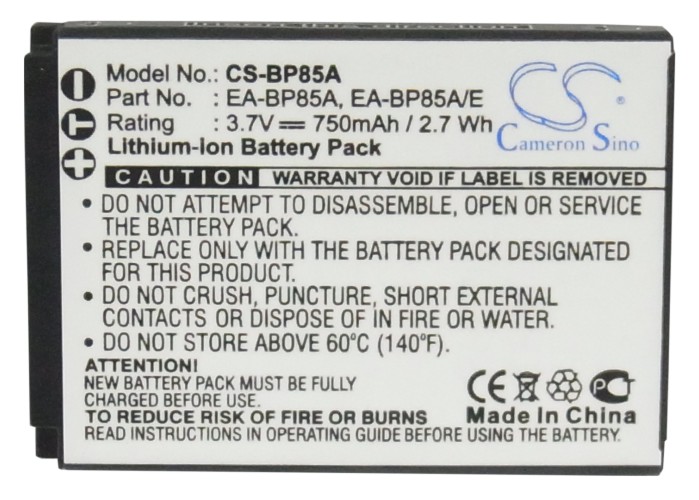 Model No.: CS-BP85A
Part No. : EA-BP85A, EA-BP85A/E
Rating : 3.7V 750mAh / 2.7 Wh
Lithium-ion Battery Pack
CS
Cameron Sino
CAUTION WARRANTY VOID IF LABEL IS REMOVED
• DO NOT ATTEMPT TO DISASSEMBLE, OPEN OR SERVICE
THE BATTERY PACK.
• REPLACE ONLY WITH THE BATTERY PACK DESIGNATED
FOR THIS PRODUCT.
• DO NOT CRUSH, PUNCTURE, SHORT EXTERNAL
CONTACTS OR DISPOSE OF IN FIRE OR WATER.
• DO NOT STORE ABOVE 60°C (140°F).
ATTENTION!
NEW BATTERY PACK MUST BE FULLY
CHARGED BEFORE USE.
TO REDUCE RISK OF FIRE OR BURNS
READ INSTRUCTIONS IN OPERATING GUIDE BEFORE USING THE BATTERY.
CE PCT
Made In China